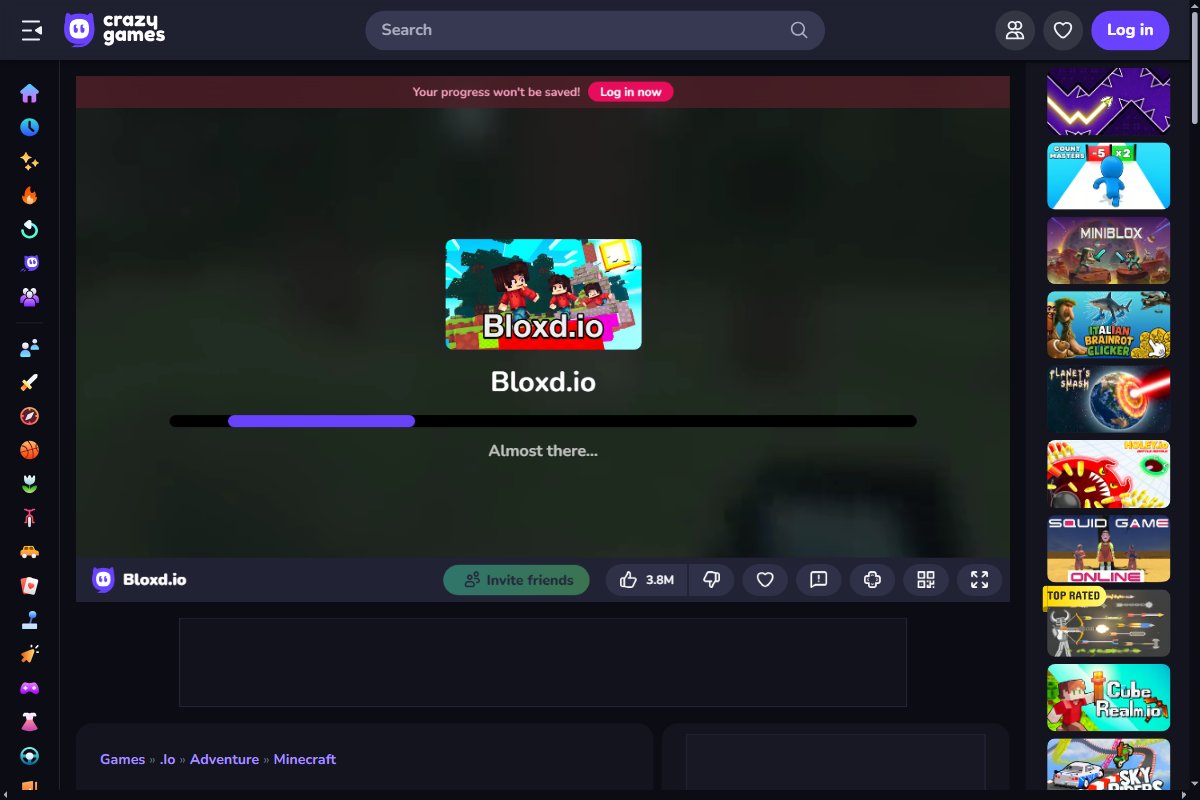 crazy
games
Search
Log in
Your progress won't be saved!
Log in now
Bloxd.io
Bloxd.io
Almost there...
Bloxd.io
Invite friends
3.8M
Games » .Io » Adventure » Minecraft
COUNT
MASTERS
-5
x2
MINIBLOX
ITALIAN
BRAINROT
CLICKER
PLANET'S
SMASH
HOLEY.IO
SQUID GAME
ONLINE
TOP RATED
Cube
Realm.io
SKY
RIDERS